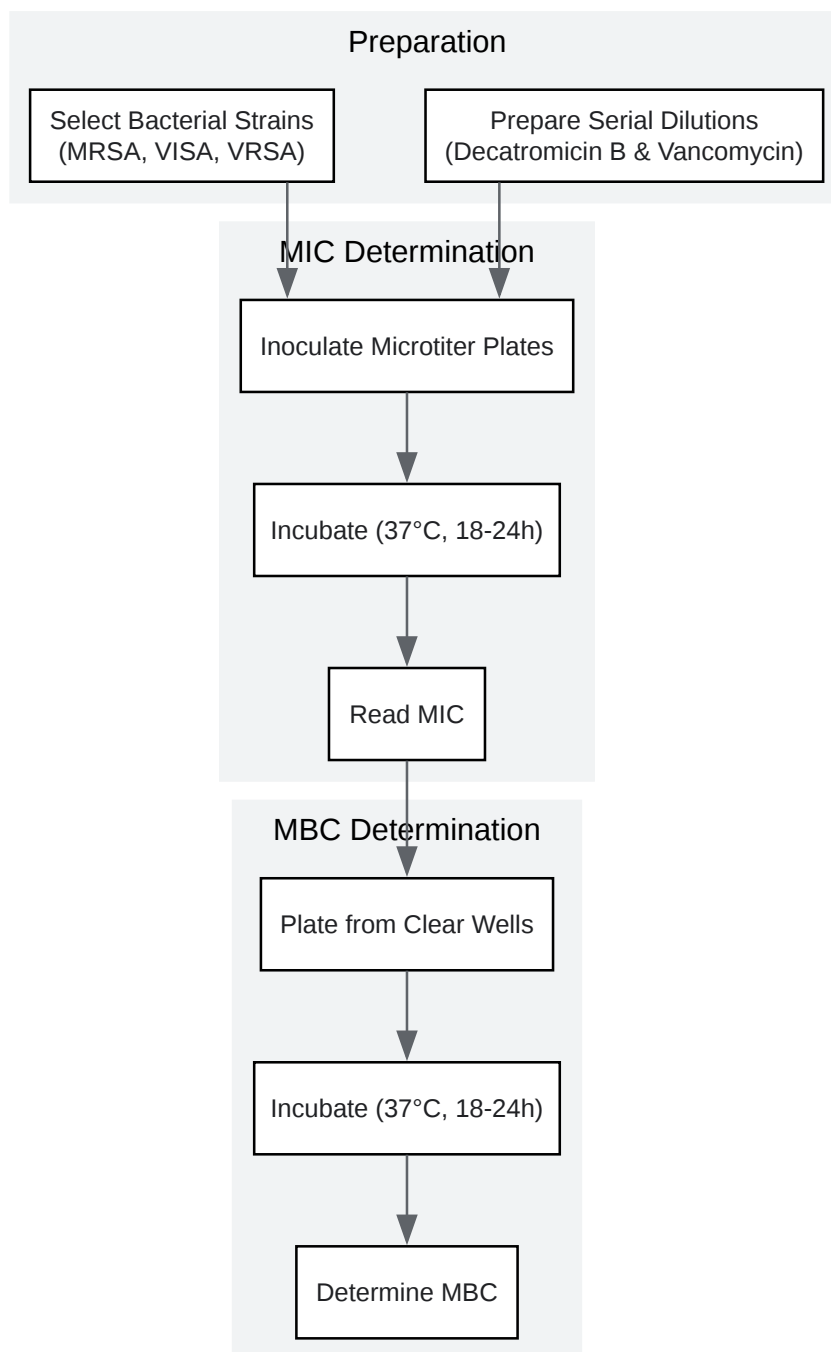 Preparation
Select Bacterial Strains
(MRSA, VISA, VRSA)
Prepare Serial Dilutions
(Decatromicin B & Vancomycin)
MIC Determination
Inoculate Microtiter Plates
Incubate (37°C, 18-24h)
Read MIC
MBC Determination
Plate from Clear Wells
Incubate (37°C, 18-24h)
Determine MBC